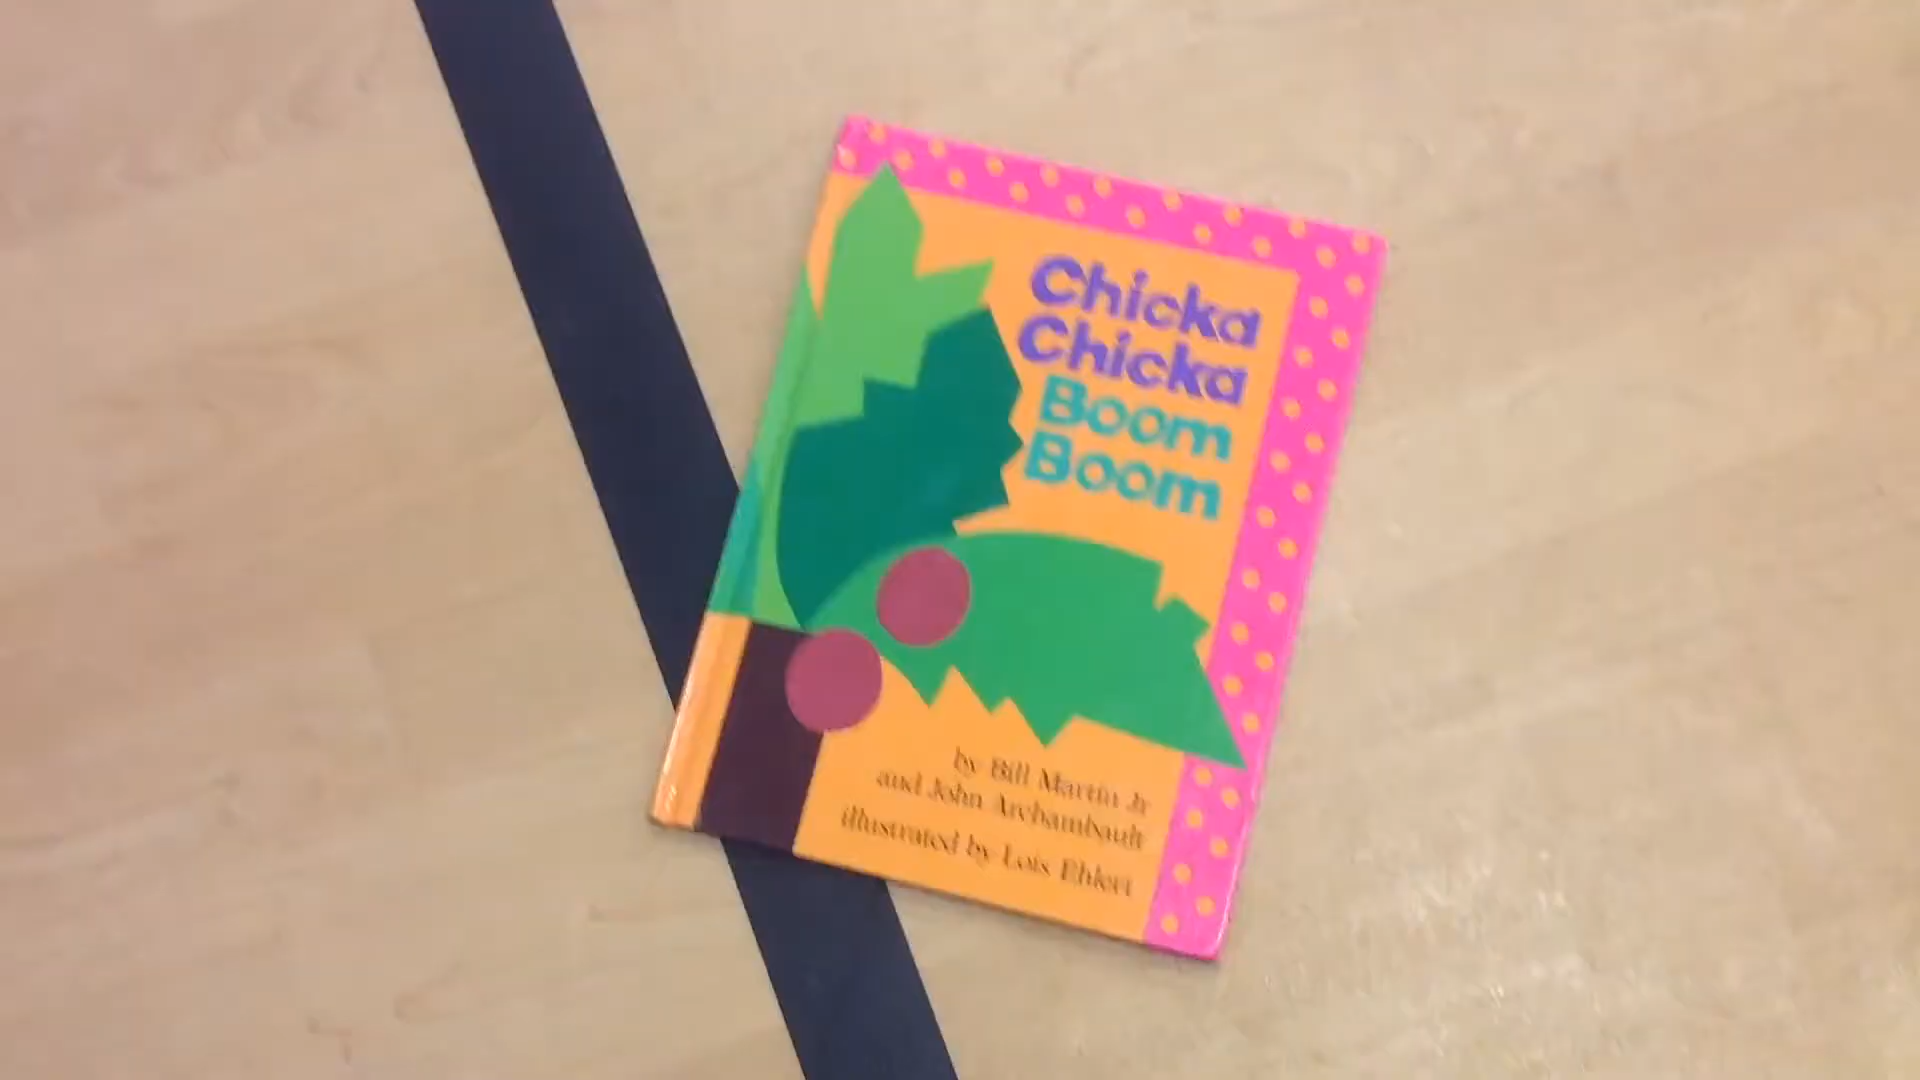 Chicka
Chicka
Boom
Boom
by Bill Martin Jr
and John Archambault
illustrated by Lois Ehlert